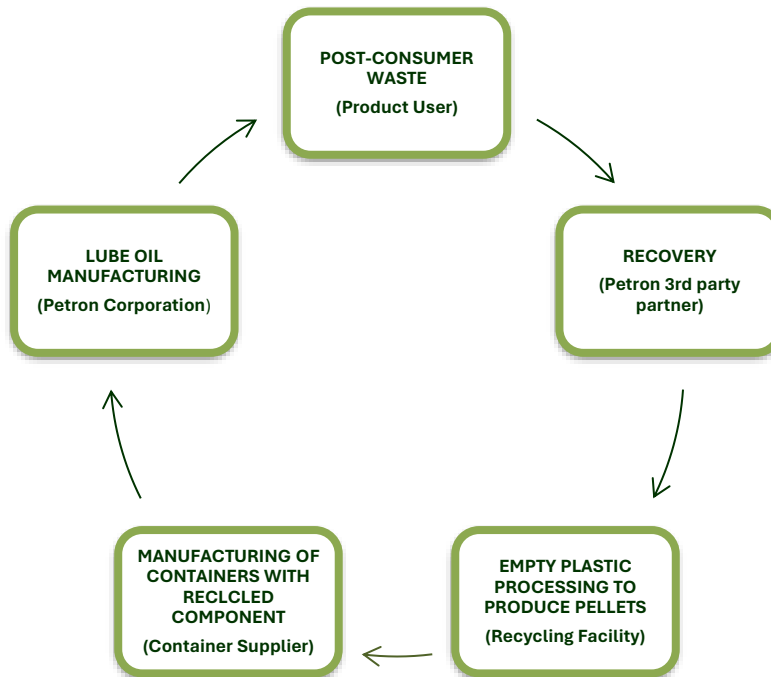 POST-CONSUMER
WASTE
(Product User)
RECOVERY
(Petron 3rd party
partner)
EMPTY PLASTIC
PROCESSING TO
PRODUCE PELLETS
(Recycling Facility)
MANUFACTURING OF
CONTAINERS WITH
RECLCLED
COMPONENT
(Container Supplier)
LUBE OIL
MANUFACTURING
(Petron Corporation)